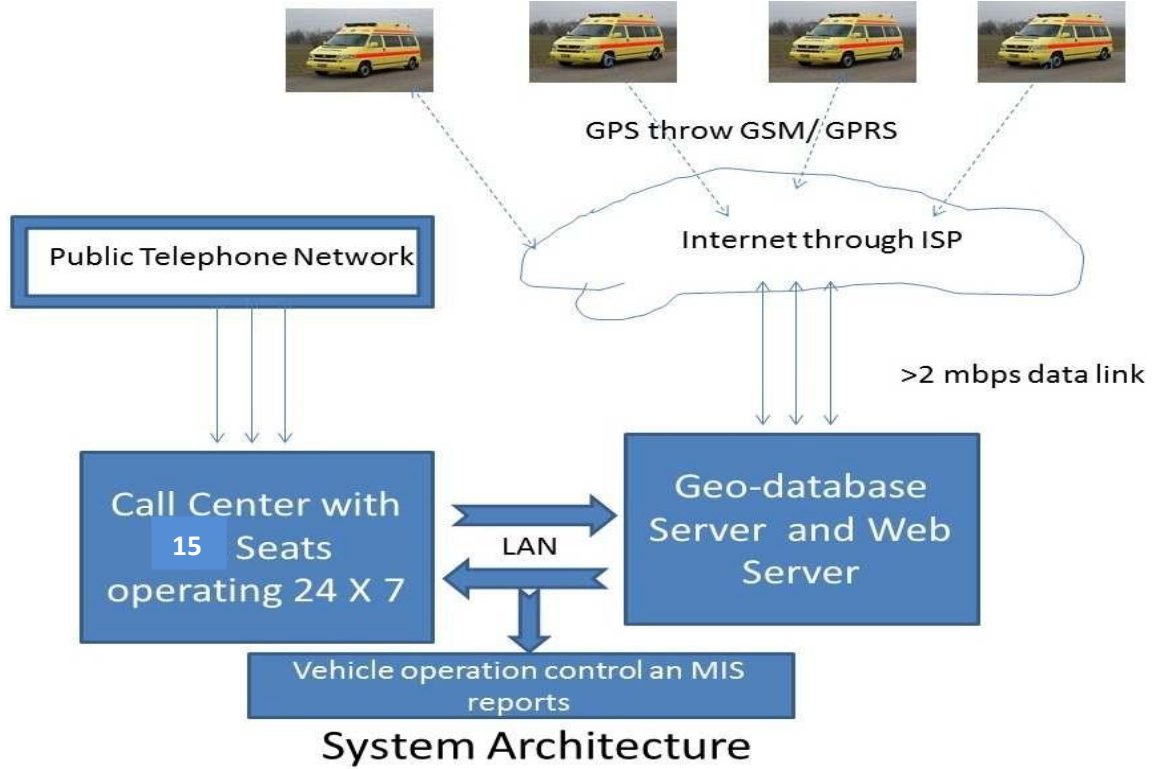 GPS throw GSM/ GPRS
Public Telephone Network
Internet through ISP
>2 mbps data link
Call Center with
15 Seats
operating 24 X 7
LAN
Geo-database
Server and Web
Server
Vehicle operation control an MIS
reports
System Architecture